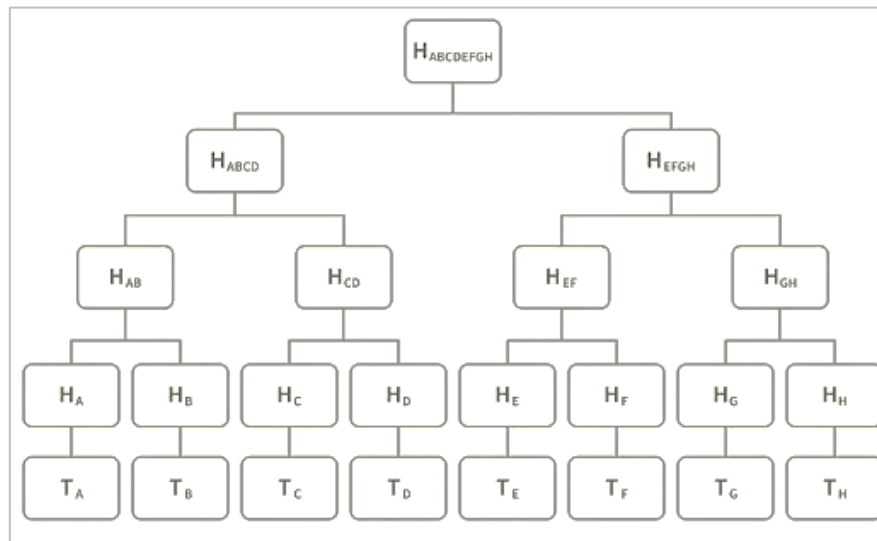 HABCDEFGH
HABCD HEFGH
HAB HCD HEF HGH
HA HB HC HD HE HF HG HH
TA TB TC TD TE TF TG TH